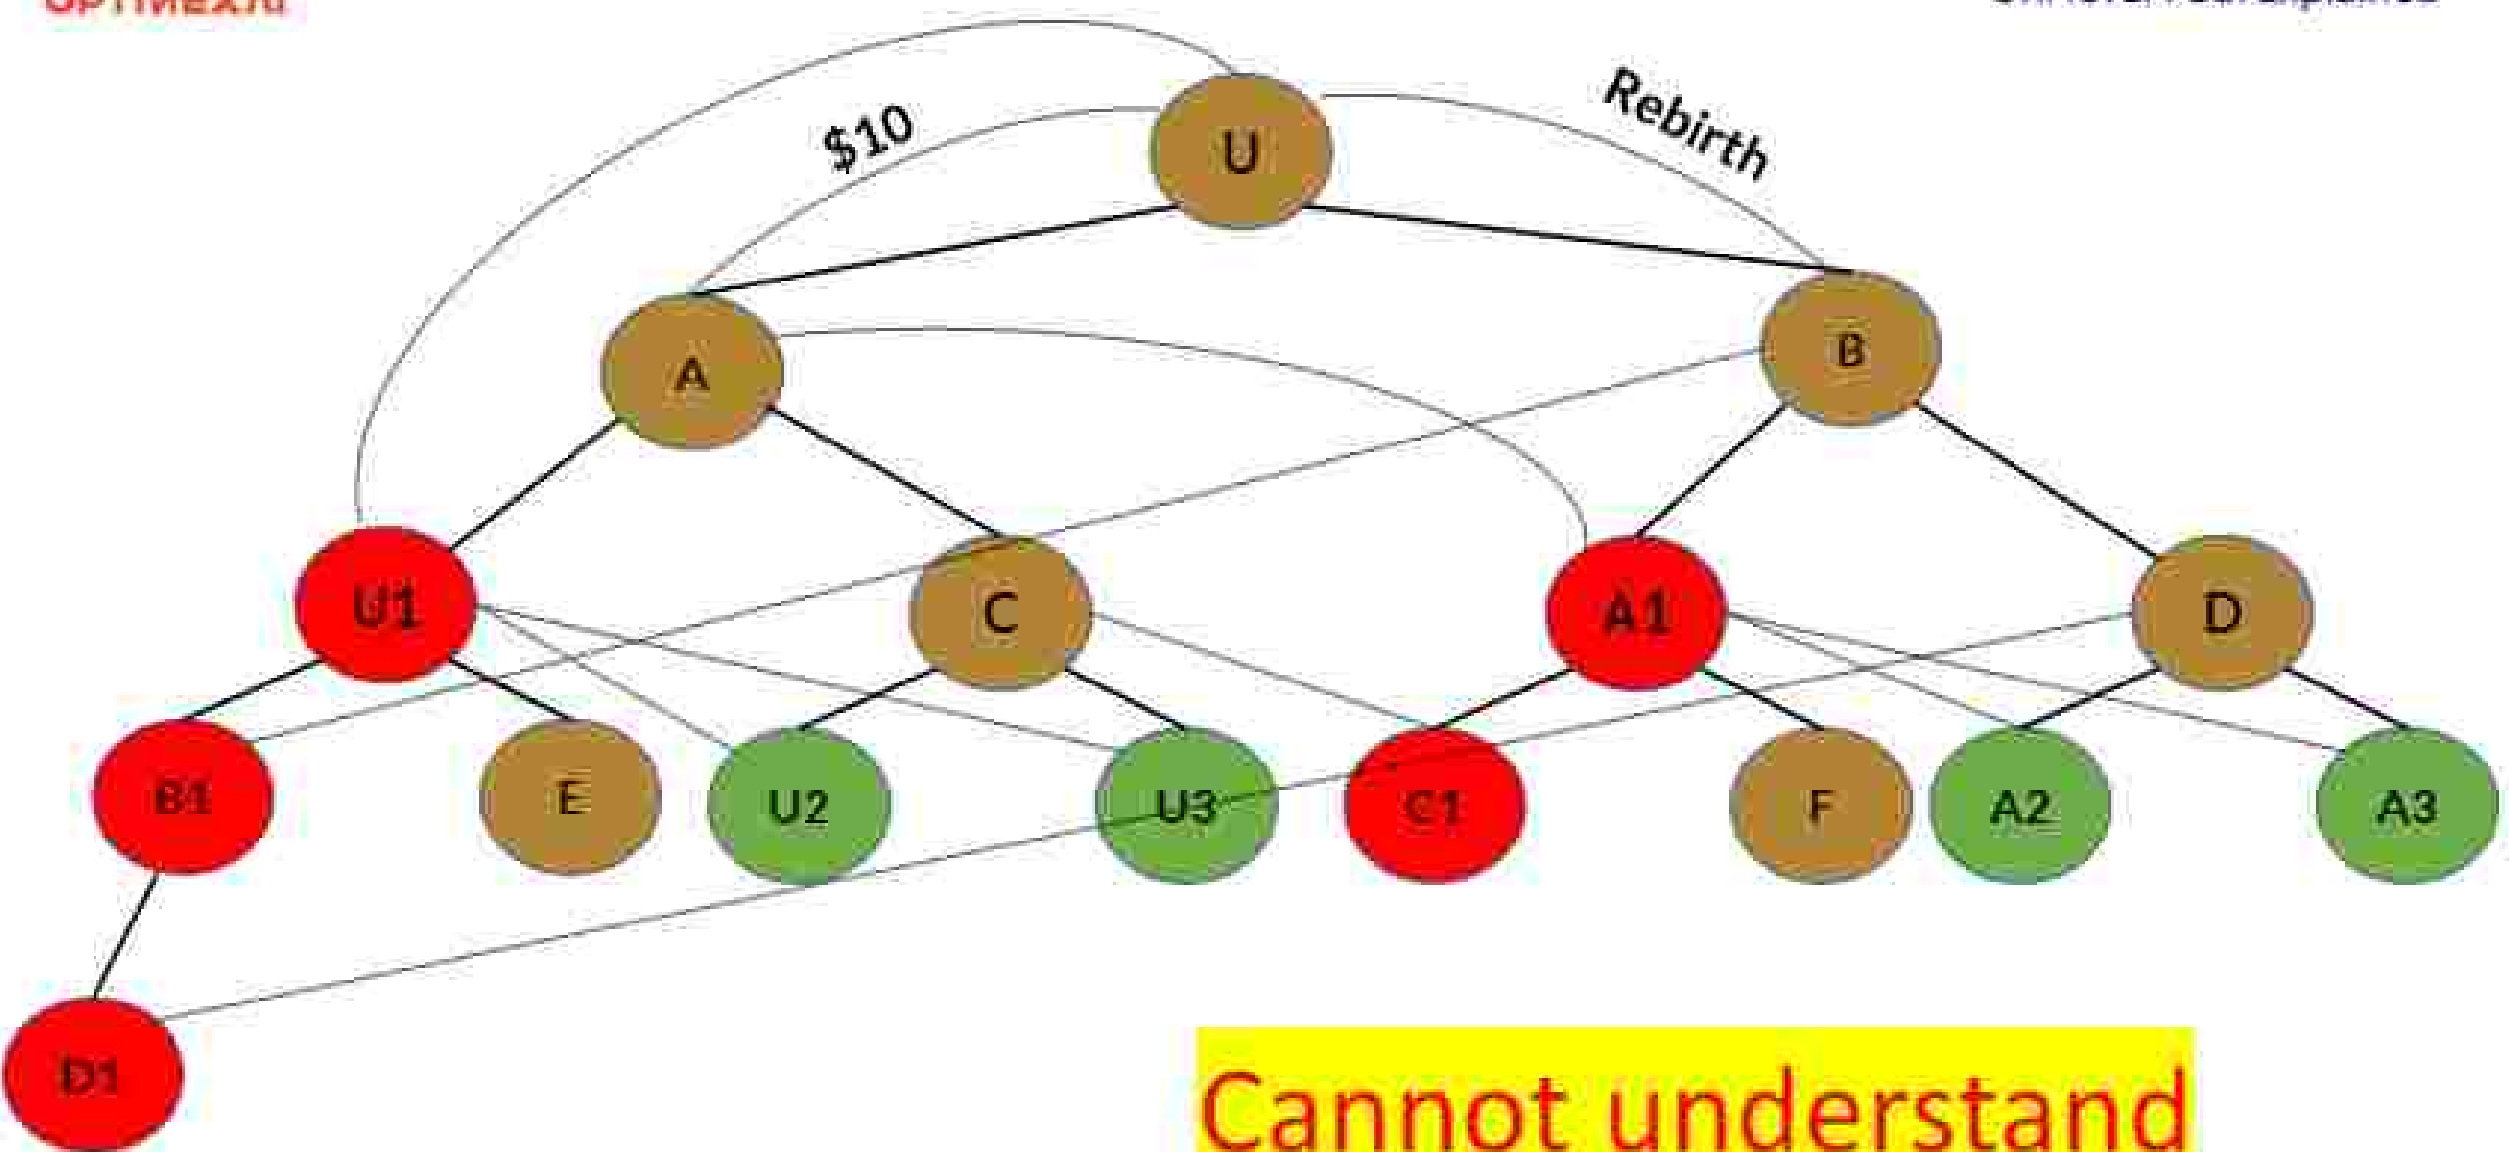 $10
Rebirth
U
A
B
U1
C
A1
D
B1
E
U2
U3
C1
F
A2
A3
D1
Cannot understand